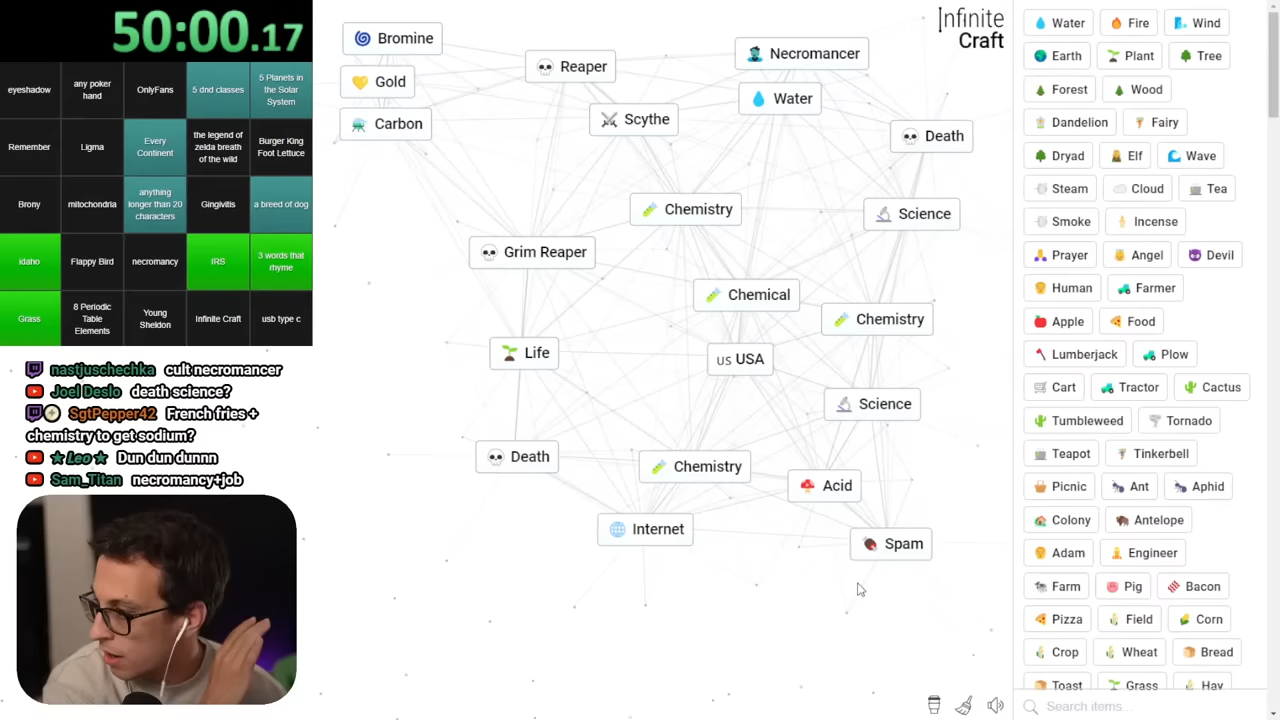 50:00.17
eyeshadow
any poker
hand
OnlyFans
5 dnd classes
5 Planets in
the Solar
System
Remember
Ligma
Every
Continent
the legend of
zelda breath
of the wild
Burger King
Foot Lettuce
Brony
mitochondria
anything
longer than 20
characters
Gingivitis
a breed of dog
idaho
Flappy Bird
necromancy
IRS
3 words that
rhyme
Grass
8 Periodic
Table
Elements
Young
Sheldon
Infinite Craft
usb type c
nastjuschechka cult necromancer
Joel Deslo death science?
SgtPepper42 French fries +
chemistry to get sodium?
Leo Dun dun dunnn
Sam_Titan necromancy+job
Bromine
Gold
Carbon
Reaper
Scythe
Necromancer
Water
Death
Chemistry
Science
Grim Reaper
Chemical
Chemistry
Life
US USA
Science
Death
Chemistry
Acid
Internet
Spam
Infinite
Craft
Water Fire Wind
Earth Plant Tree
Forest Wood
Dandelion Fairy
Dryad Elf Wave
Steam Cloud Tea
Smoke Incense
Prayer Angel Devil
Human Farmer
Apple Food
Lumberjack Plow
Cart Tractor Cactus
Tumbleweed Tornado
Teapot Tinkerbell
Picnic Ant Aphid
Colony Antelope
Adam Engineer
Farm Pig Bacon
Pizza Field Corn
Crop Wheat Bread
Toast Grass Hay
Search items...